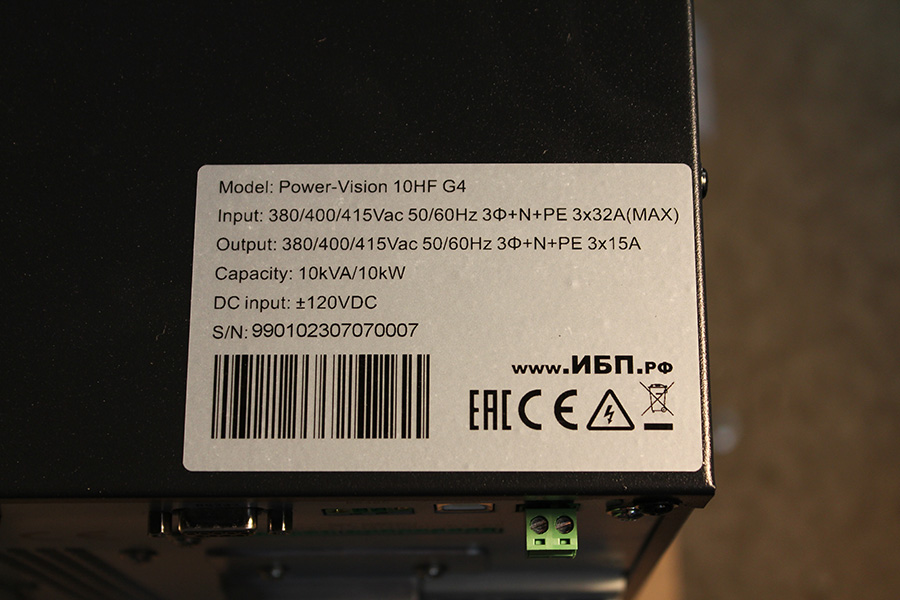 Model: Power-Vision 10HF G4
Input: 380/400/415Vac 50/60Hz 3Φ+N+PE 3x32A(MAX)
Output: 380/400/415Vac 50/60Hz 3Φ+N+PE 3x15A
Capacity: 10kVA/10kW
DC input: ±120VDC
S/N: 990102307070007
www.ИБП.РФ
EAC CE